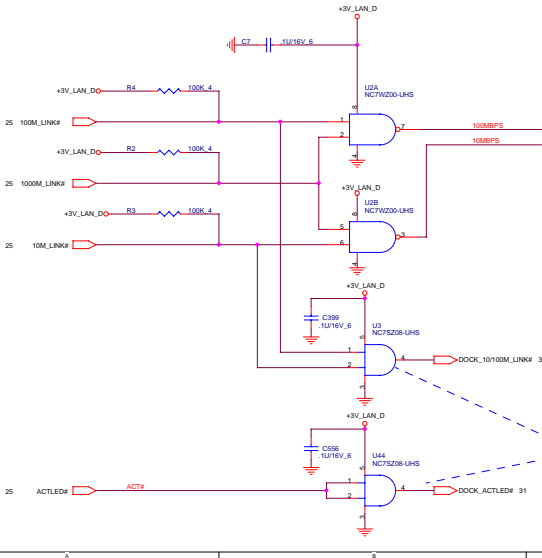 +3V_LAN_D
C7 .1U/16V_6
U2A
NC7WZ00-UHS
+3V_LAN_D R4 100K_4
8
25 100M_LINK# 1 7 100MBPS
2
10MBPS
+3V_LAN_D R2 100K_4
4
25 1000M_LINK#
+3V_LAN_D
U2B
NC7WZ00-UHS
+3V_LAN_D R3 100K_4
8
5 3
25 10M_LINK# 6
4
+3V_LAN_D
C399
.1U/16V_6
U3
NC7SZ08-UHS
5
1 4 DOCK_10/100M_LINK# 3
2
3
+3V_LAN_D
C556
.1U/16V_6
U44
NC7SZ08-UHS
5
1
25 ACTLED# ACT# 4 DOCK_ACTLED# 31
2
3
A B